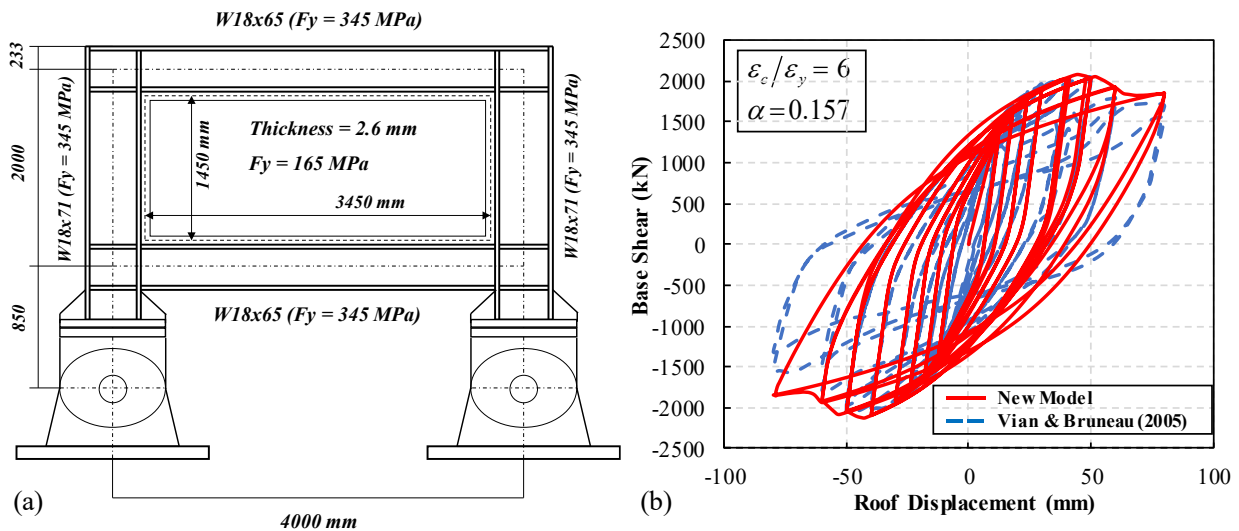 W18x65 (Fy = 345 MPa)
233
2000
850
W18x71 (Fy = 345 MPa)
Thickness = 2.6 mm
Fy = 165 MPa
1450 mm
3450 mm
W18x71 (Fy = 345 MPa)
W18x65 (Fy = 345 MPa)
4000 mm
(a)
2500
2000
1500
1000
500
0
-500
-1000
-1500
-2000
-2500
Base Shear (kN)
εc/εy = 6
α = 0.157
New Model
Vian & Bruneau (2005)
-100
-50
0
50
100
Roof Displacement (mm)
(b)